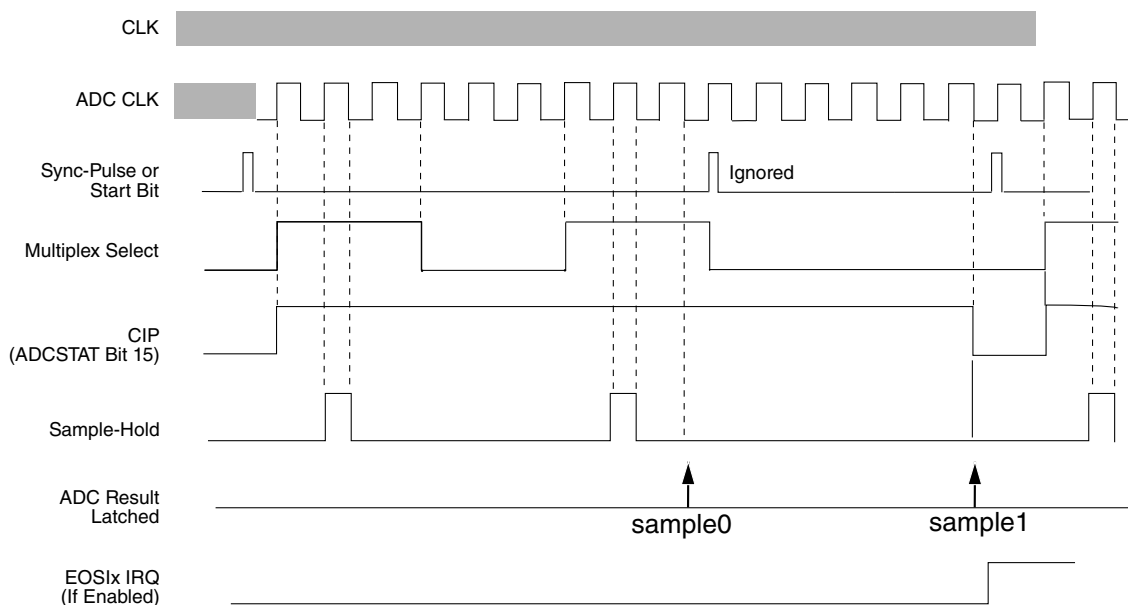 CLK
ADC CLK
Sync-Pulse or
Start Bit
Ignored
Multiplex Select
CIP
(ADCSTAT Bit 15)
Sample-Hold
ADC Result
Latched
sample0
sample1
EOSIx IRQ
(If Enabled)